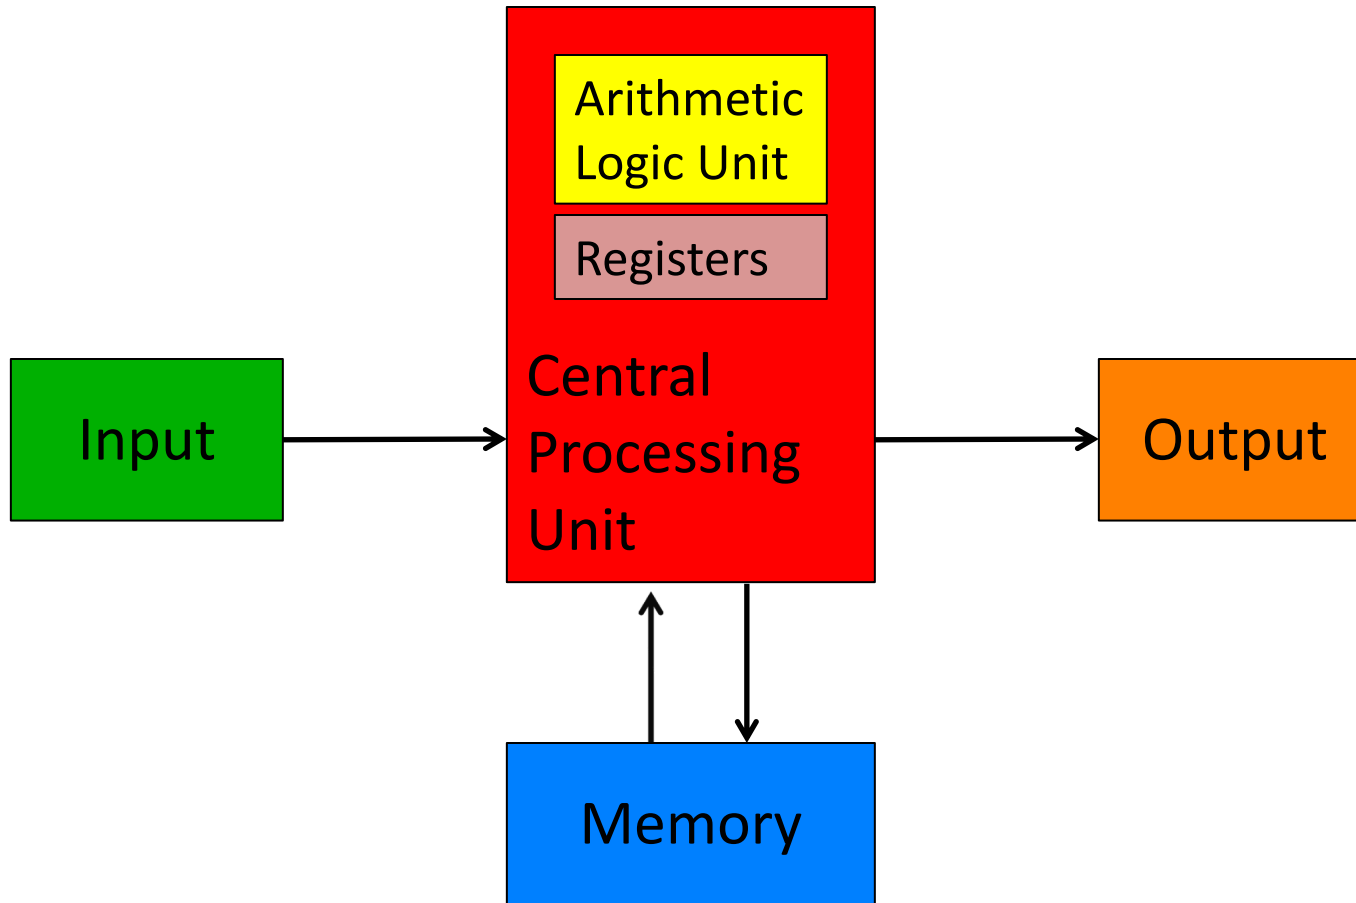 Arithmetic
Logic Unit
Registers
Central
Processing
Unit
Input
Output
Memory